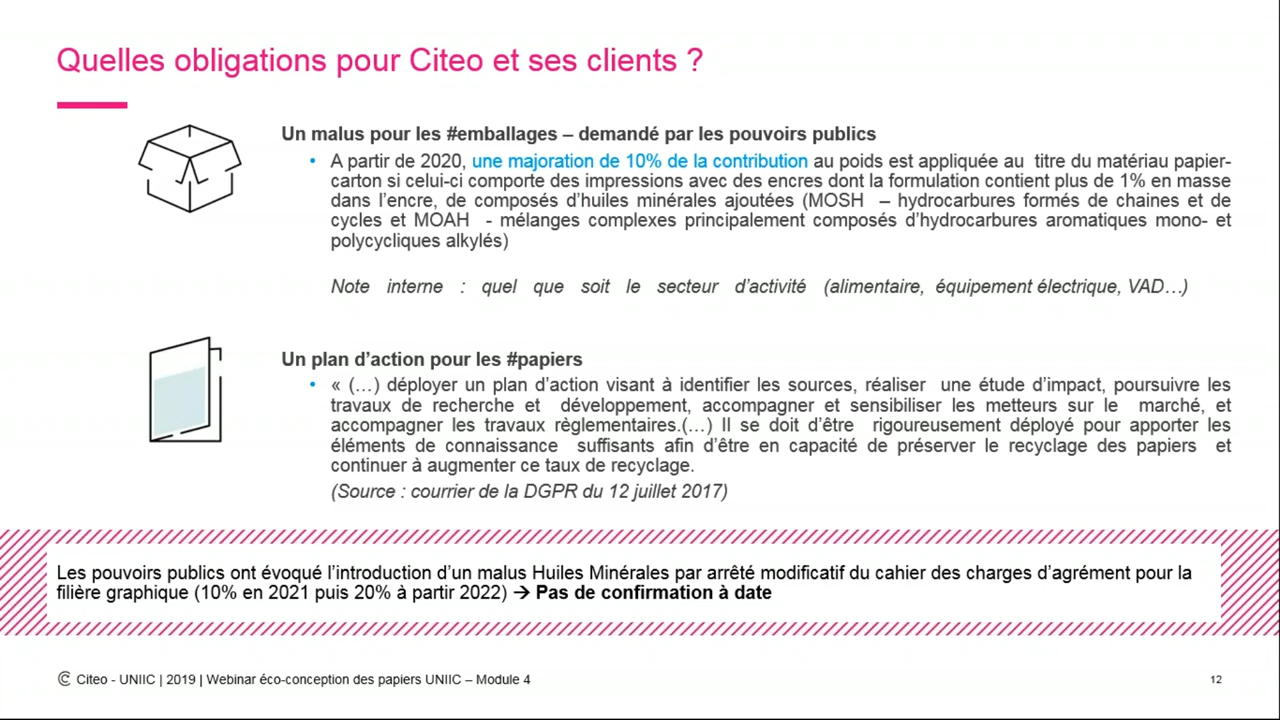 Quelles obligations pour Citeo et ses clients ?
Un malus pour les #emballages – demandé par les pouvoirs publics
• A partir de 2020, une majoration de 10% de la contribution au poids est appliquée au titre du matériau papier-
carton si celui-ci comporte des impressions avec des encres dont la formulation contient plus de 1% en masse
dans l’encre, de composés d’huiles minérales ajoutées (MOSH – hydrocarbures formés de chaines et de
cycles et MOAH - mélanges complexes principalement composés d’hydrocarbures aromatiques mono- et
polycycliques alkylés)
Note interne : quel que soit le secteur d’activité (alimentaire, équipement électrique, VAD…)
Un plan d’action pour les #papiers
• « (…) déployer un plan d’action visant à identifier les sources, réaliser une étude d’impact, poursuivre les
travaux de recherche et développement, accompagner et sensibiliser les metteurs sur le marché, et
accompagner les travaux règlementaires.(…) Il se doit d’être rigoureusement déployé pour apporter les
éléments de connaissance suffisants afin d’être en capacité de préserver le recyclage des papiers et
continuer à augmenter ce taux de recyclage.
(Source : courrier de la DGPR du 12 juillet 2017)
Les pouvoirs publics ont évoqué l’introduction d’un malus Huiles Minérales par arrêté modificatif du cahier des charges d’agrément pour la
filière graphique (10% en 2021 puis 20% à partir 2022) → Pas de confirmation à date
Citeo - UNIIC | 2019 | Webinar éco-conception des papiers UNIIC – Module 4
12